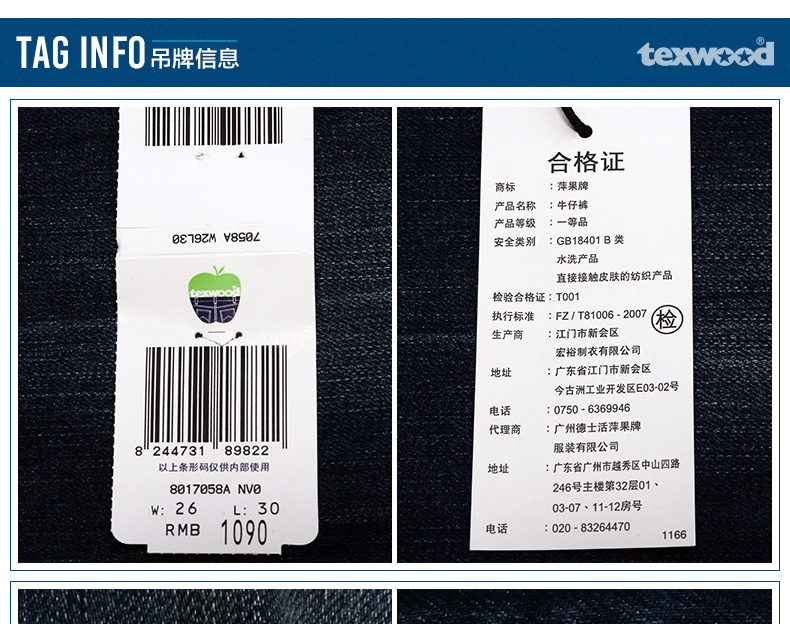 TAG INFO 吊牌信息
texwood®
7058A W26L30
texwood
8 244731 89822
以上条形码仅供内部使用
8017058A NV0
W: 26 L: 30
RMB 1090
合格证
商标 : 萍果牌
产品名称 : 牛仔裤
产品等级 : 一等品
安全类别 : GB18401 B 类
水洗产品
直接接触皮肤的纺织产品
检验合格证 : T001
执行标准 : FZ / T81006 - 2007
检
生产商 : 江门市新会区
宏裕制衣有限公司
地址 : 广东省江门市新会区
今古洲工业开发区E03-02号
电话 : 0750 - 6369946
代理商 : 广州德士活萍果牌
服装有限公司
地址 : 广东省广州市越秀区中山四路
246号主楼第32层01、
03-07、11-12房号
电话 : 020 - 83264470
1166